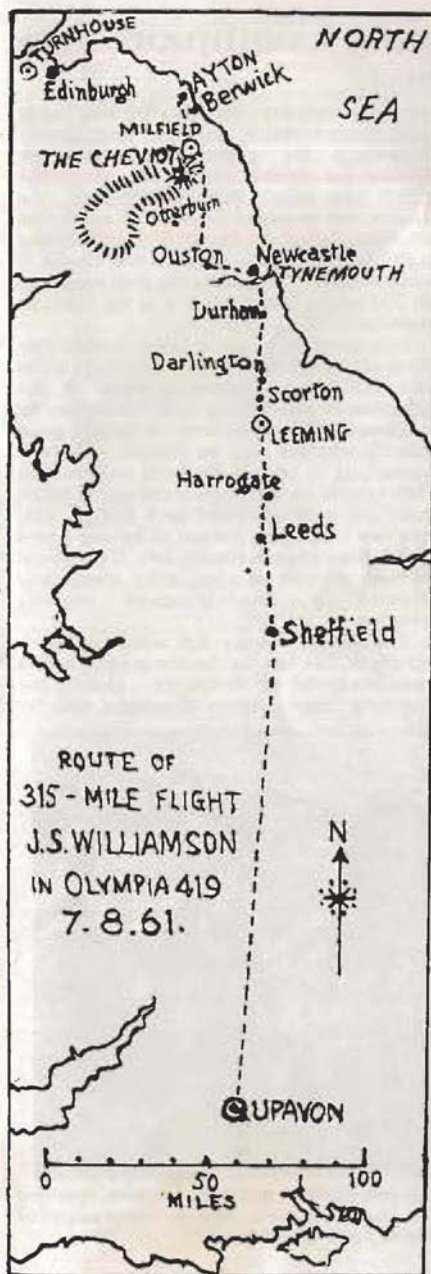 TURNHOUSE
NORTH
SEA
Edinburgh
AYTON
Berwick
MILFIELD
THE CHEVIOT
Otterburn
Ouston
Newcastle
TYNEMOUTH
Durham
Darlington
Scorton
LEEMING
Harrogate
Leeds
Sheffield
ROUTE OF
315-MILE FLIGHT
J.S. WILLIAMSON
IN OLYMPIA 419
7.8.61.
N
UPAVON
0 50 100
MILES